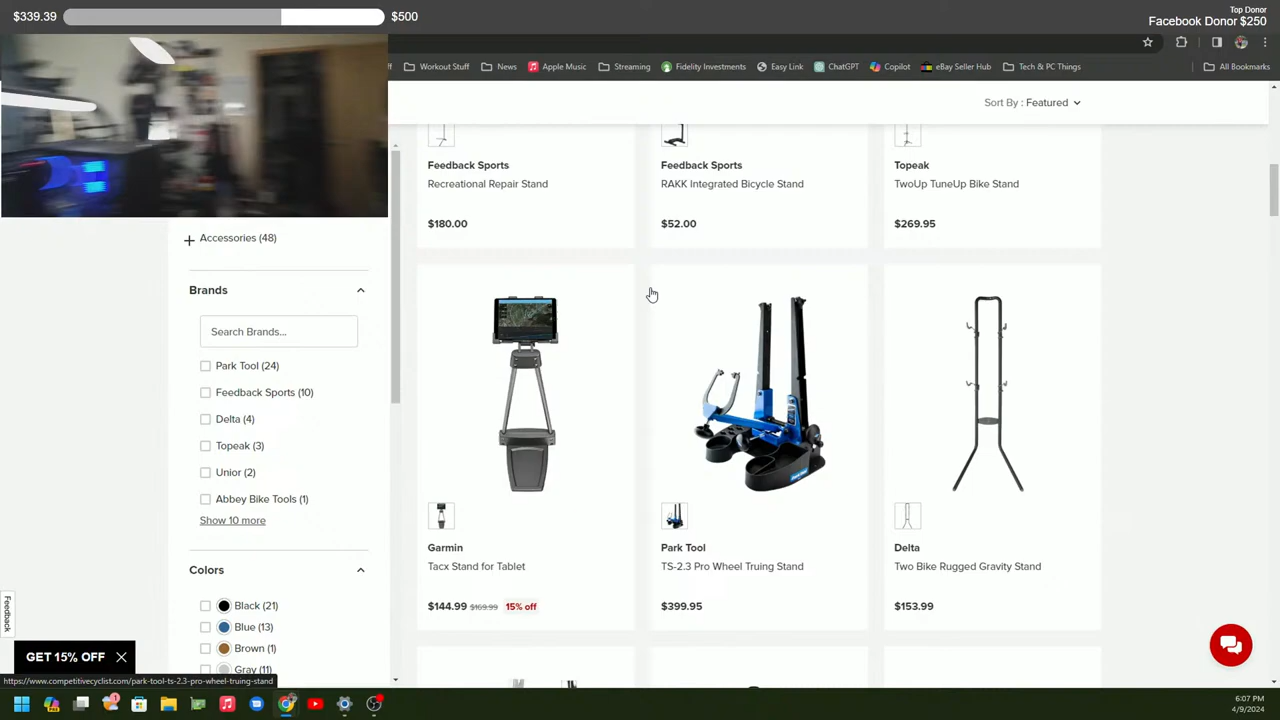 $339.39
$500
Top Donor
Facebook Donor $250
Workout Stuff
News
Apple Music
Streaming
Fidelity Investments
Easy Link
ChatGPT
Copilot
eBay Seller Hub
Tech & PC Things
All Bookmarks
Sort By : Featured
Feedback Sports
Recreational Repair Stand
$180.00
Feedback Sports
RAKK Integrated Bicycle Stand
$52.00
Topeak
TwoUp TuneUp Bike Stand
$269.95
Accessories (48)
Brands
Search Brands...
Park Tool (24)
Feedback Sports (10)
Delta (4)
Topeak (3)
Unior (2)
Abbey Bike Tools (1)
Show 10 more
Colors
Black (21)
Blue (13)
Brown (1)
Gray (11)
Garmin
Tacx Stand for Tablet
$144.99 $169.99 15% off
Park Tool
TS-2.3 Pro Wheel Truing Stand
$399.95
Delta
Two Bike Rugged Gravity Stand
$153.99
Feedback
GET 15% OFF
https://www.competitivecyclist.com/park-tool-ts-2.3-pro-wheel-truing-stand
6:07 PM
4/9/2024